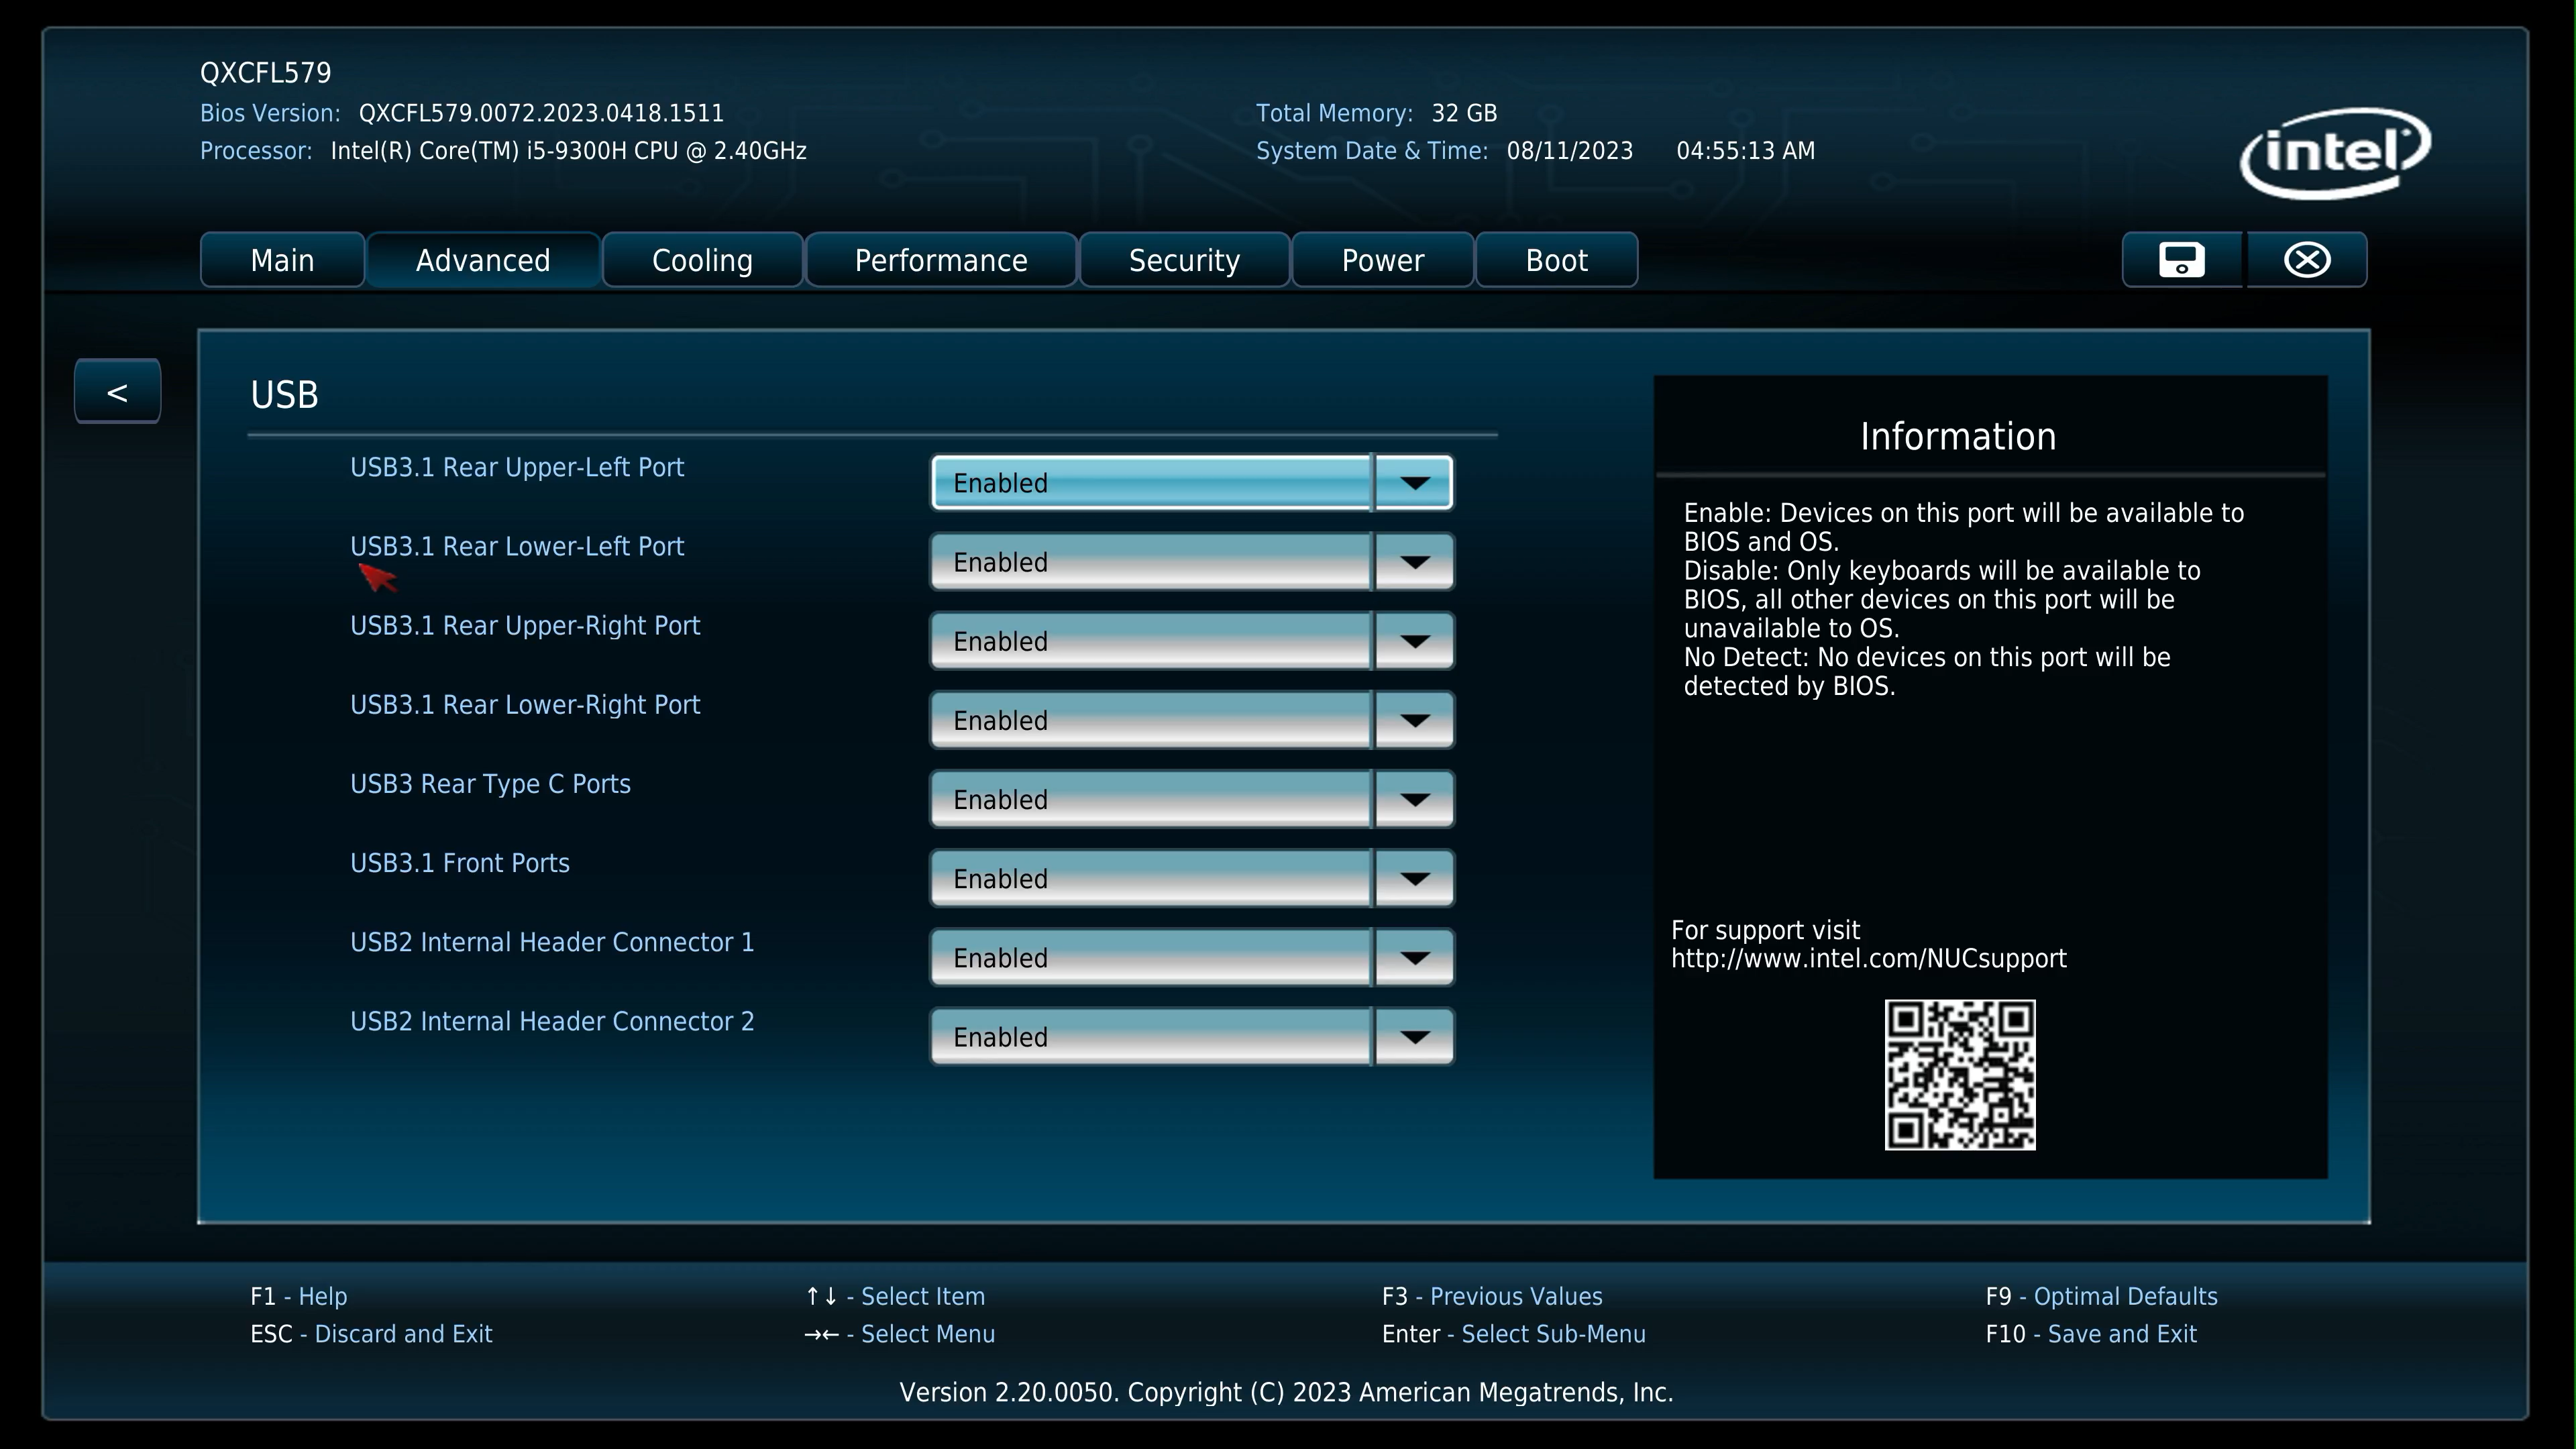 QXCFL579
Bios Version: QXCFL579.0072.2023.0418.1511
Total Memory: 32 GB
Processor: Intel(R) Core(TM) i5-9300H CPU @ 2.40GHz
System Date & Time: 08/11/2023 04:55:13 AM
intel
Main Advanced Cooling Performance Security Power Boot
<
USB
USB3.1 Rear Upper-Left Port Enabled
USB3.1 Rear Lower-Left Port Enabled
USB3.1 Rear Upper-Right Port Enabled
USB3.1 Rear Lower-Right Port Enabled
USB3 Rear Type C Ports Enabled
USB3.1 Front Ports Enabled
USB2 Internal Header Connector 1 Enabled
USB2 Internal Header Connector 2 Enabled
Information
Enable: Devices on this port will be available to
BIOS and OS.
Disable: Only keyboards will be available to
BIOS, all other devices on this port will be
unavailable to OS.
No Detect: No devices on this port will be
detected by BIOS.
For support visit
http://www.intel.com/NUCsupport
F1 - Help ↑↓ - Select Item F3 - Previous Values F9 - Optimal Defaults
ESC - Discard and Exit →← - Select Menu Enter - Select Sub-Menu F10 - Save and Exit
Version 2.20.0050. Copyright (C) 2023 American Megatrends, Inc.